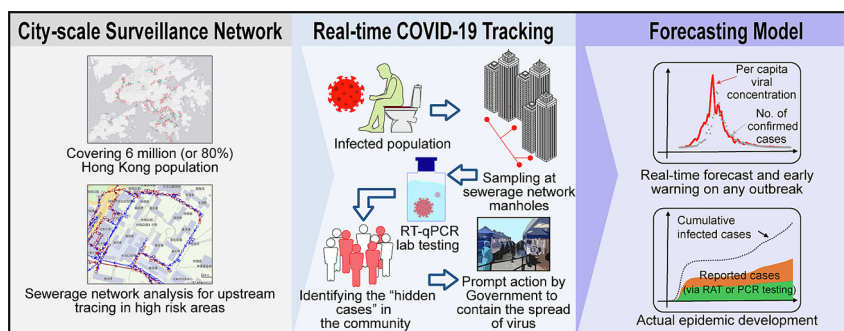 City-scale Surveillance Network
Covering 6 million (or 80%)
Hong Kong population
Sewerage network analysis for upstream
tracing in high risk areas
Real-time COVID-19 Tracking
Infected population
Sampling at
sewerage network
manholes
RT-qPCR
lab testing
Identifying the “hidden
cases” in
the community
Prompt action by
Government to
contain the spread
of virus
Forecasting Model
Per capita
viral
concentration
No. of
confirmed
cases
Real-time forecast and early
warning on any outbreak
Cumulative
infected cases
Reported cases
(via RAT or PCR testing)
Actual epidemic development